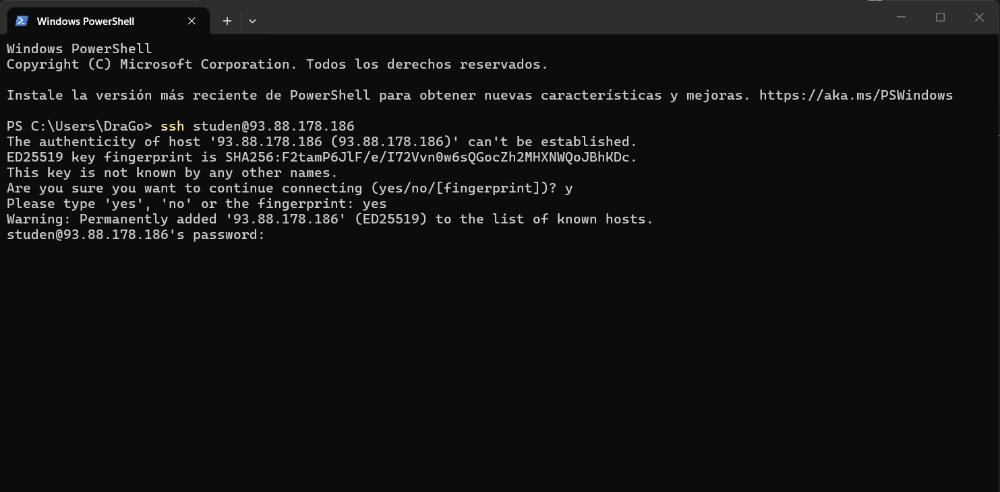 Windows PowerShell
Windows PowerShell
Copyright (C) Microsoft Corporation. Todos los derechos reservados.
Instale la versión más reciente de PowerShell para obtener nuevas características y mejoras. https://aka.ms/PSWindows
PS C:\Users\DraGo> ssh studen@93.88.178.186
The authenticity of host '93.88.178.186 (93.88.178.186)' can't be established.
ED25519 key fingerprint is SHA256:F2tamP6JlF/e/I72Vvn0w6sQGocZh2MHXNWQoJBhKDc.
This key is not known by any other names.
Are you sure you want to continue connecting (yes/no/[fingerprint])? y
Please type 'yes', 'no' or the fingerprint: yes
Warning: Permanently added '93.88.178.186' (ED25519) to the list of known hosts.
studen@93.88.178.186's password: